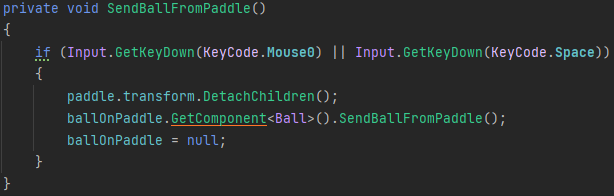 private void SendBallFromPaddle()
{
    if (Input.GetKeyDown(KeyCode.Mouse0) || Input.GetKeyDown(KeyCode.Space))
    {
        paddle.transform.DetachChildren();
        ballOnPaddle.GetComponent<Ball>().SendBallFromPaddle();
        ballOnPaddle = null;
    }
}